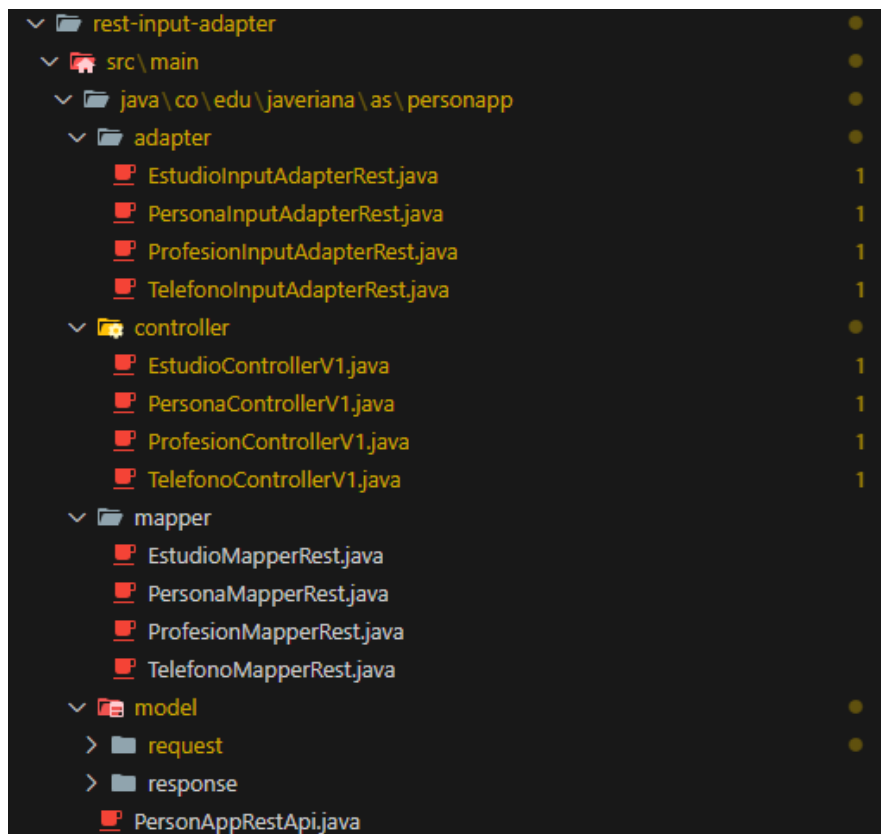 rest-input-adapter
src\main
java\co\edu\javeriana\as\personapp
adapter
EstudioInputAdapterRest.java 1
PersonaInputAdapterRest.java 1
ProfesionInputAdapterRest.java 1
TelefonoInputAdapterRest.java 1
controller
EstudioControllerV1.java 1
PersonaControllerV1.java 1
ProfesionControllerV1.java 1
TelefonoControllerV1.java 1
mapper
EstudioMapperRest.java
PersonaMapperRest.java
ProfesionMapperRest.java
TelefonoMapperRest.java
model
request
response
PersonAppRestApi.java